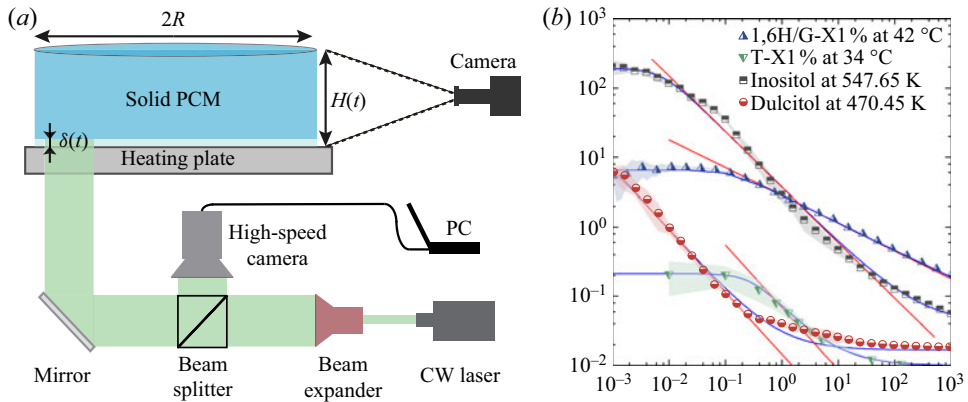 (a)
2R
Camera
Solid PCM
H(t)
δ(t)
Heating plate
PC
High-speed
camera
Mirror
Beam
splitter
Beam
expander
CW laser
(b)
10³
10²
10¹
10⁰
10⁻¹
10⁻²
1,6H/G-X1% at 42 °C
T-X1% at 34 °C
Inositol at 547.65 K
Dulcitol at 470.45 K
10⁻³ 10⁻² 10⁻¹ 10⁰ 10¹ 10² 10³